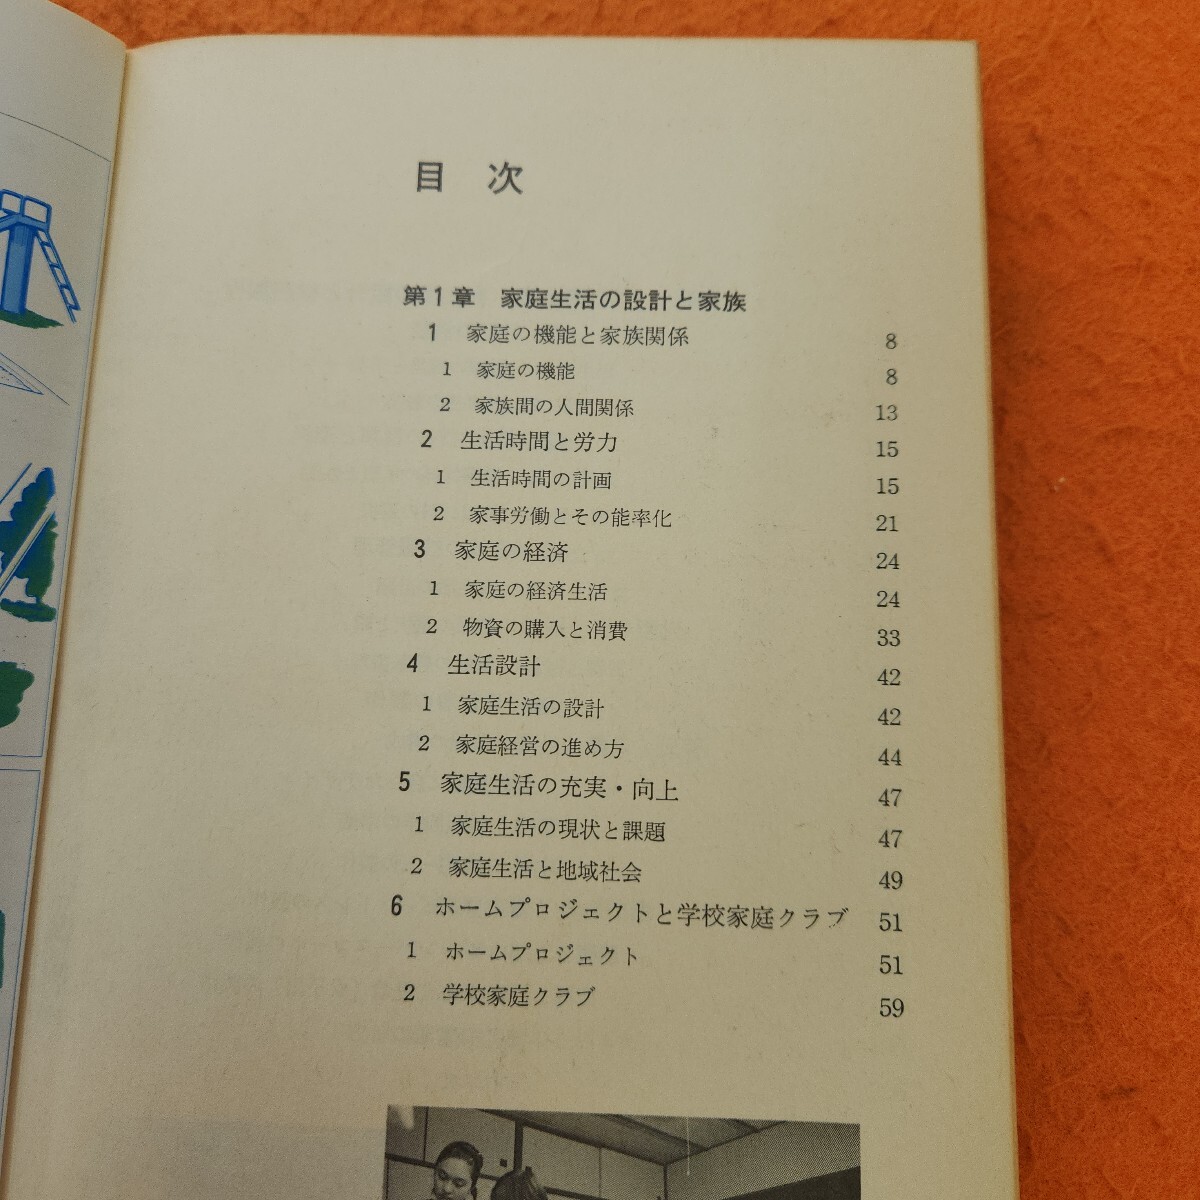 目 次
第1章 家庭生活の設計と家族
1 家庭の機能と家族関係 8
1 家庭の機能 8
2 家族間の人間関係 13
2 生活時間と労力 15
1 生活時間の計画 15
2 家事労働とその能率化 21
3 家庭の経済 24
1 家庭の経済生活 24
2 物資の購入と消費 33
4 生活設計 42
1 家庭生活の設計 42
2 家庭経営の進め方 44
5 家庭生活の充実・向上 47
1 家庭生活の現状と課題 47
2 家庭生活と地域社会 49
6 ホームプロジェクトと学校家庭クラブ 51
1 ホームプロジェクト 51
2 学校家庭クラブ 59